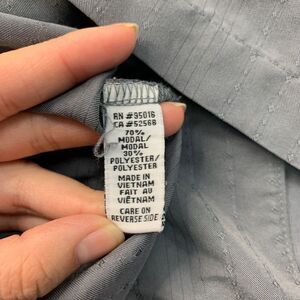 RN #95016
CA #52568
70%
MODAL/
MODAL
30%
POLYESTER/
POLYESTER
MADE IN
VIETNAM
FAIT AU
VIETNAM
CARE ON
REVERSE SIDE